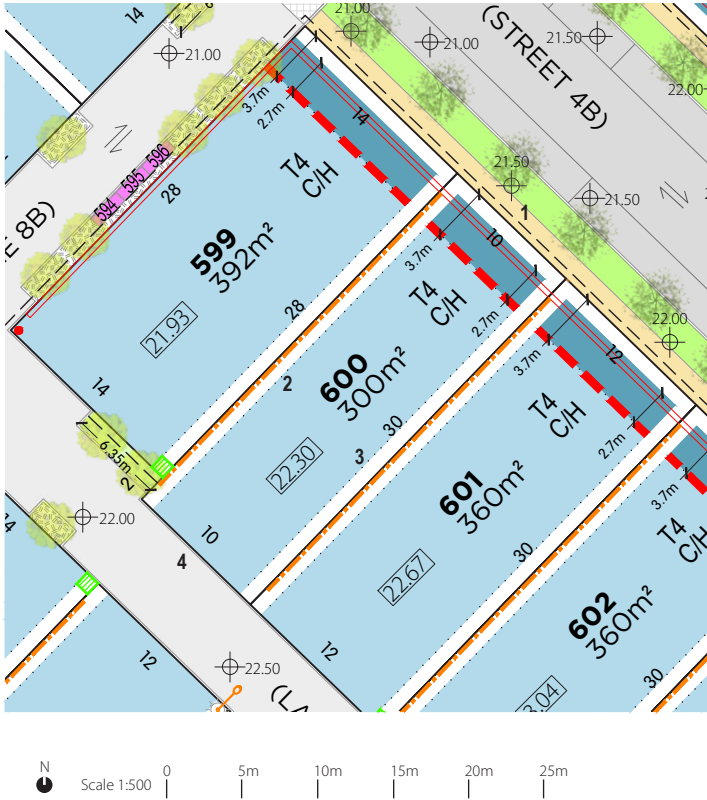 14
21.00
21.00
21.00
(STREET 4B)
21.50
22.00
3.7m
2.7m
14
594 595 596
28
T4
C/H
21.50
21.50
1
E 8B)
599
392m²
21.93
28
3.7m
10
2.7m
T4
C/H
22.00
14
2
600
300m²
3.7m
12
2.7m
T4
C/H
30
3
22.30
6.35m
2
601
360m²
3.7m
T4
C/H
14
22.00
10
4
22.67
30
602
360m²
12
12
22.50
(LA
3.04
30
N
Scale 1:500
0 5m 10m 15m 20m 25m